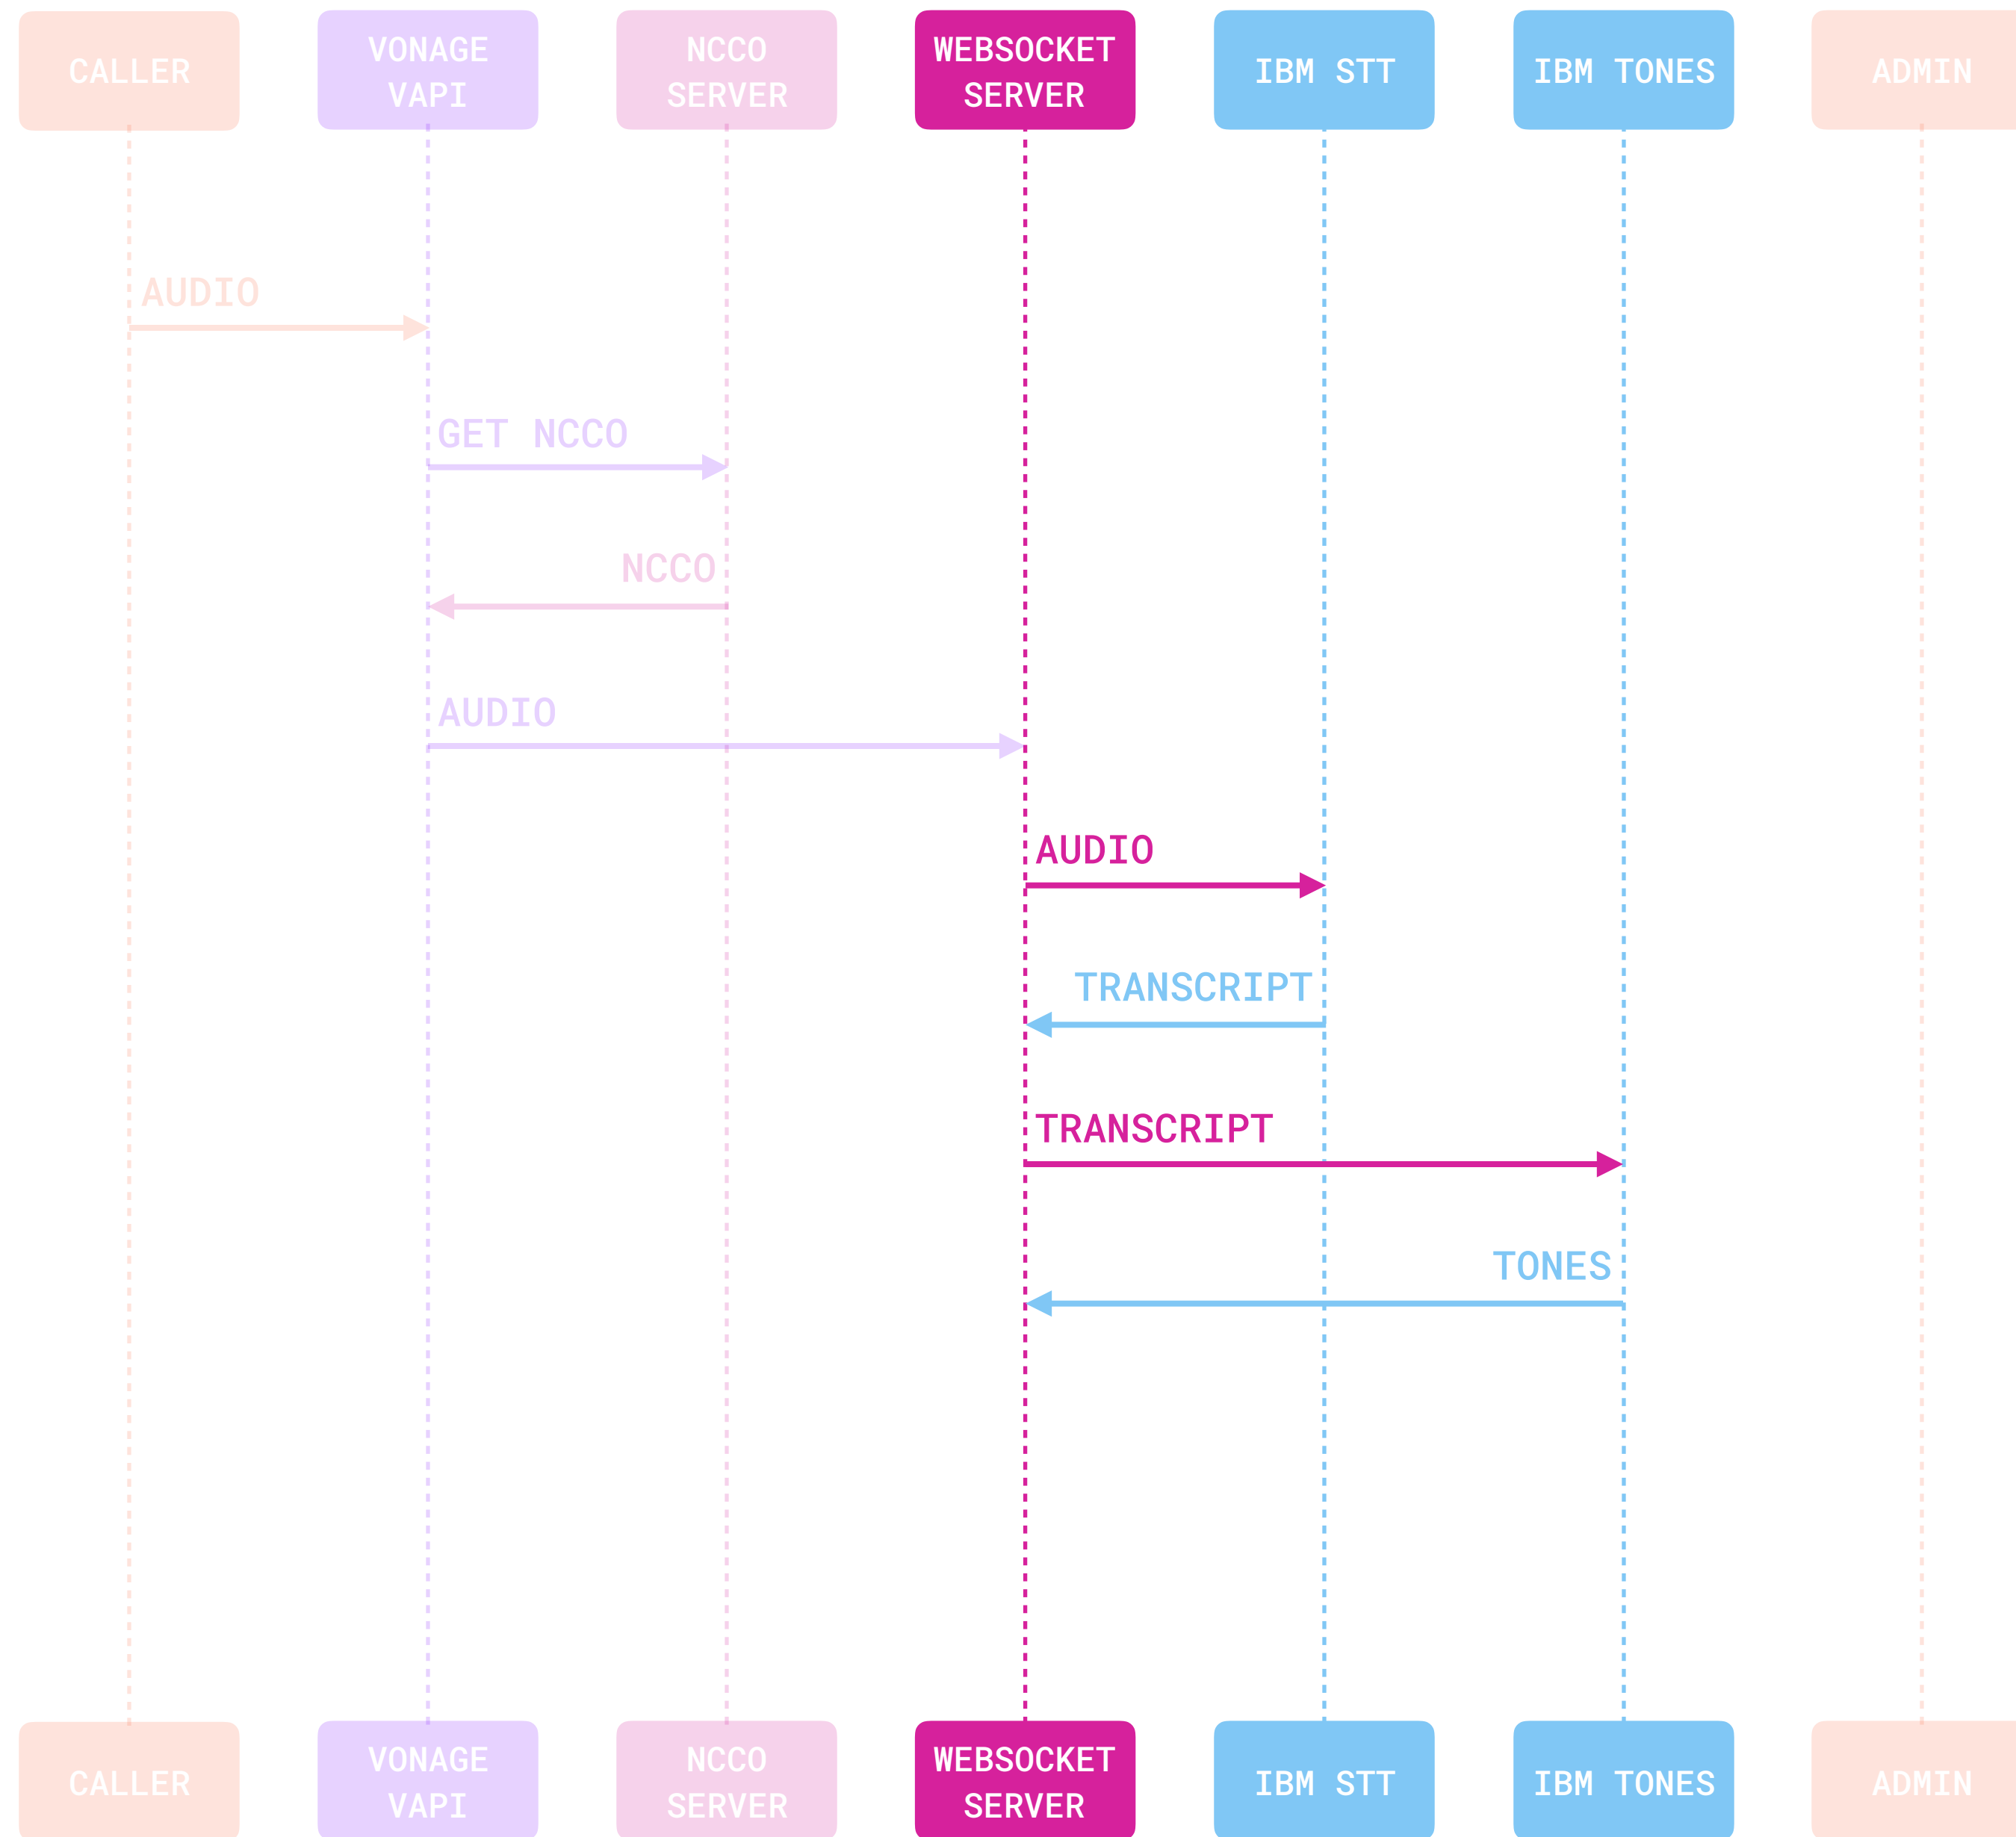 CALLER
VONAGE
VAPI
NCCO
SERVER
WEBSOCKET
SERVER
IBM STT
IBM TONES
ADMIN
AUDIO
GET NCCO
NCCO
AUDIO
AUDIO
TRANSCRIPT
TRANSCRIPT
TONES
CALLER
VONAGE
VAPI
NCCO
SERVER
WEBSOCKET
SERVER
IBM STT
IBM TONES
ADMIN